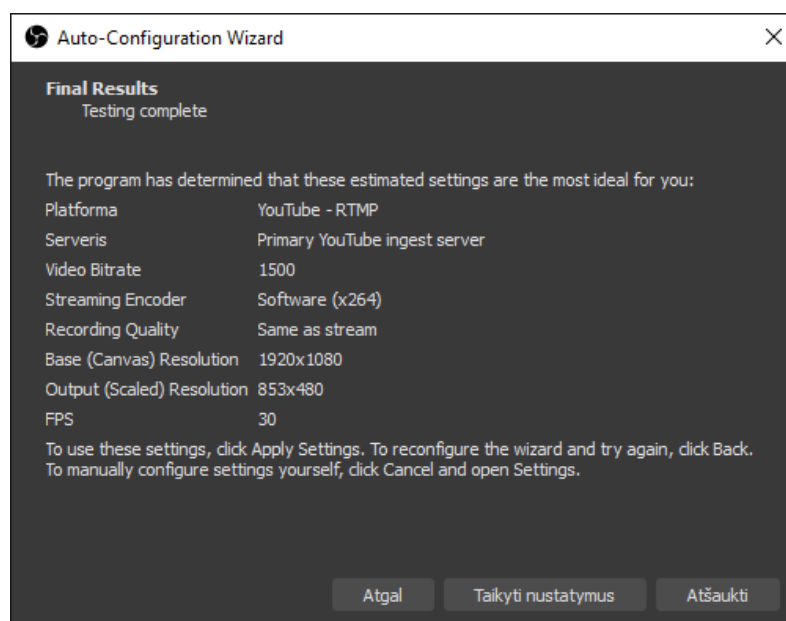 Auto-Configuration Wizard
Final Results
Testing complete
The program has determined that these estimated settings are the most ideal for you:
Platforma YouTube - RTMP
Serveris Primary YouTube ingest server
Video Bitrate 1500
Streaming Encoder Software (x264)
Recording Quality Same as stream
Base (Canvas) Resolution 1920x1080
Output (Scaled) Resolution 853x480
FPS 30
To use these settings, click Apply Settings. To reconfigure the wizard and try again, click Back.
To manually configure settings yourself, click Cancel and open Settings.
Atgal Taikyti nustatymus Atšaukti